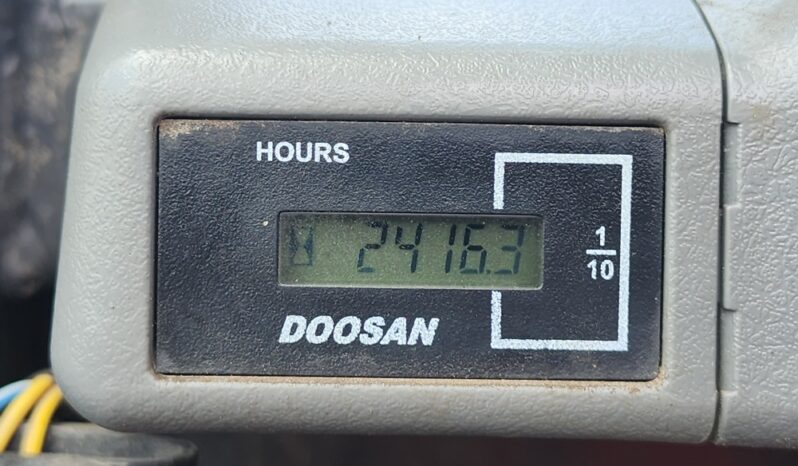 HOURS
2416.3
1/10
DOOSAN